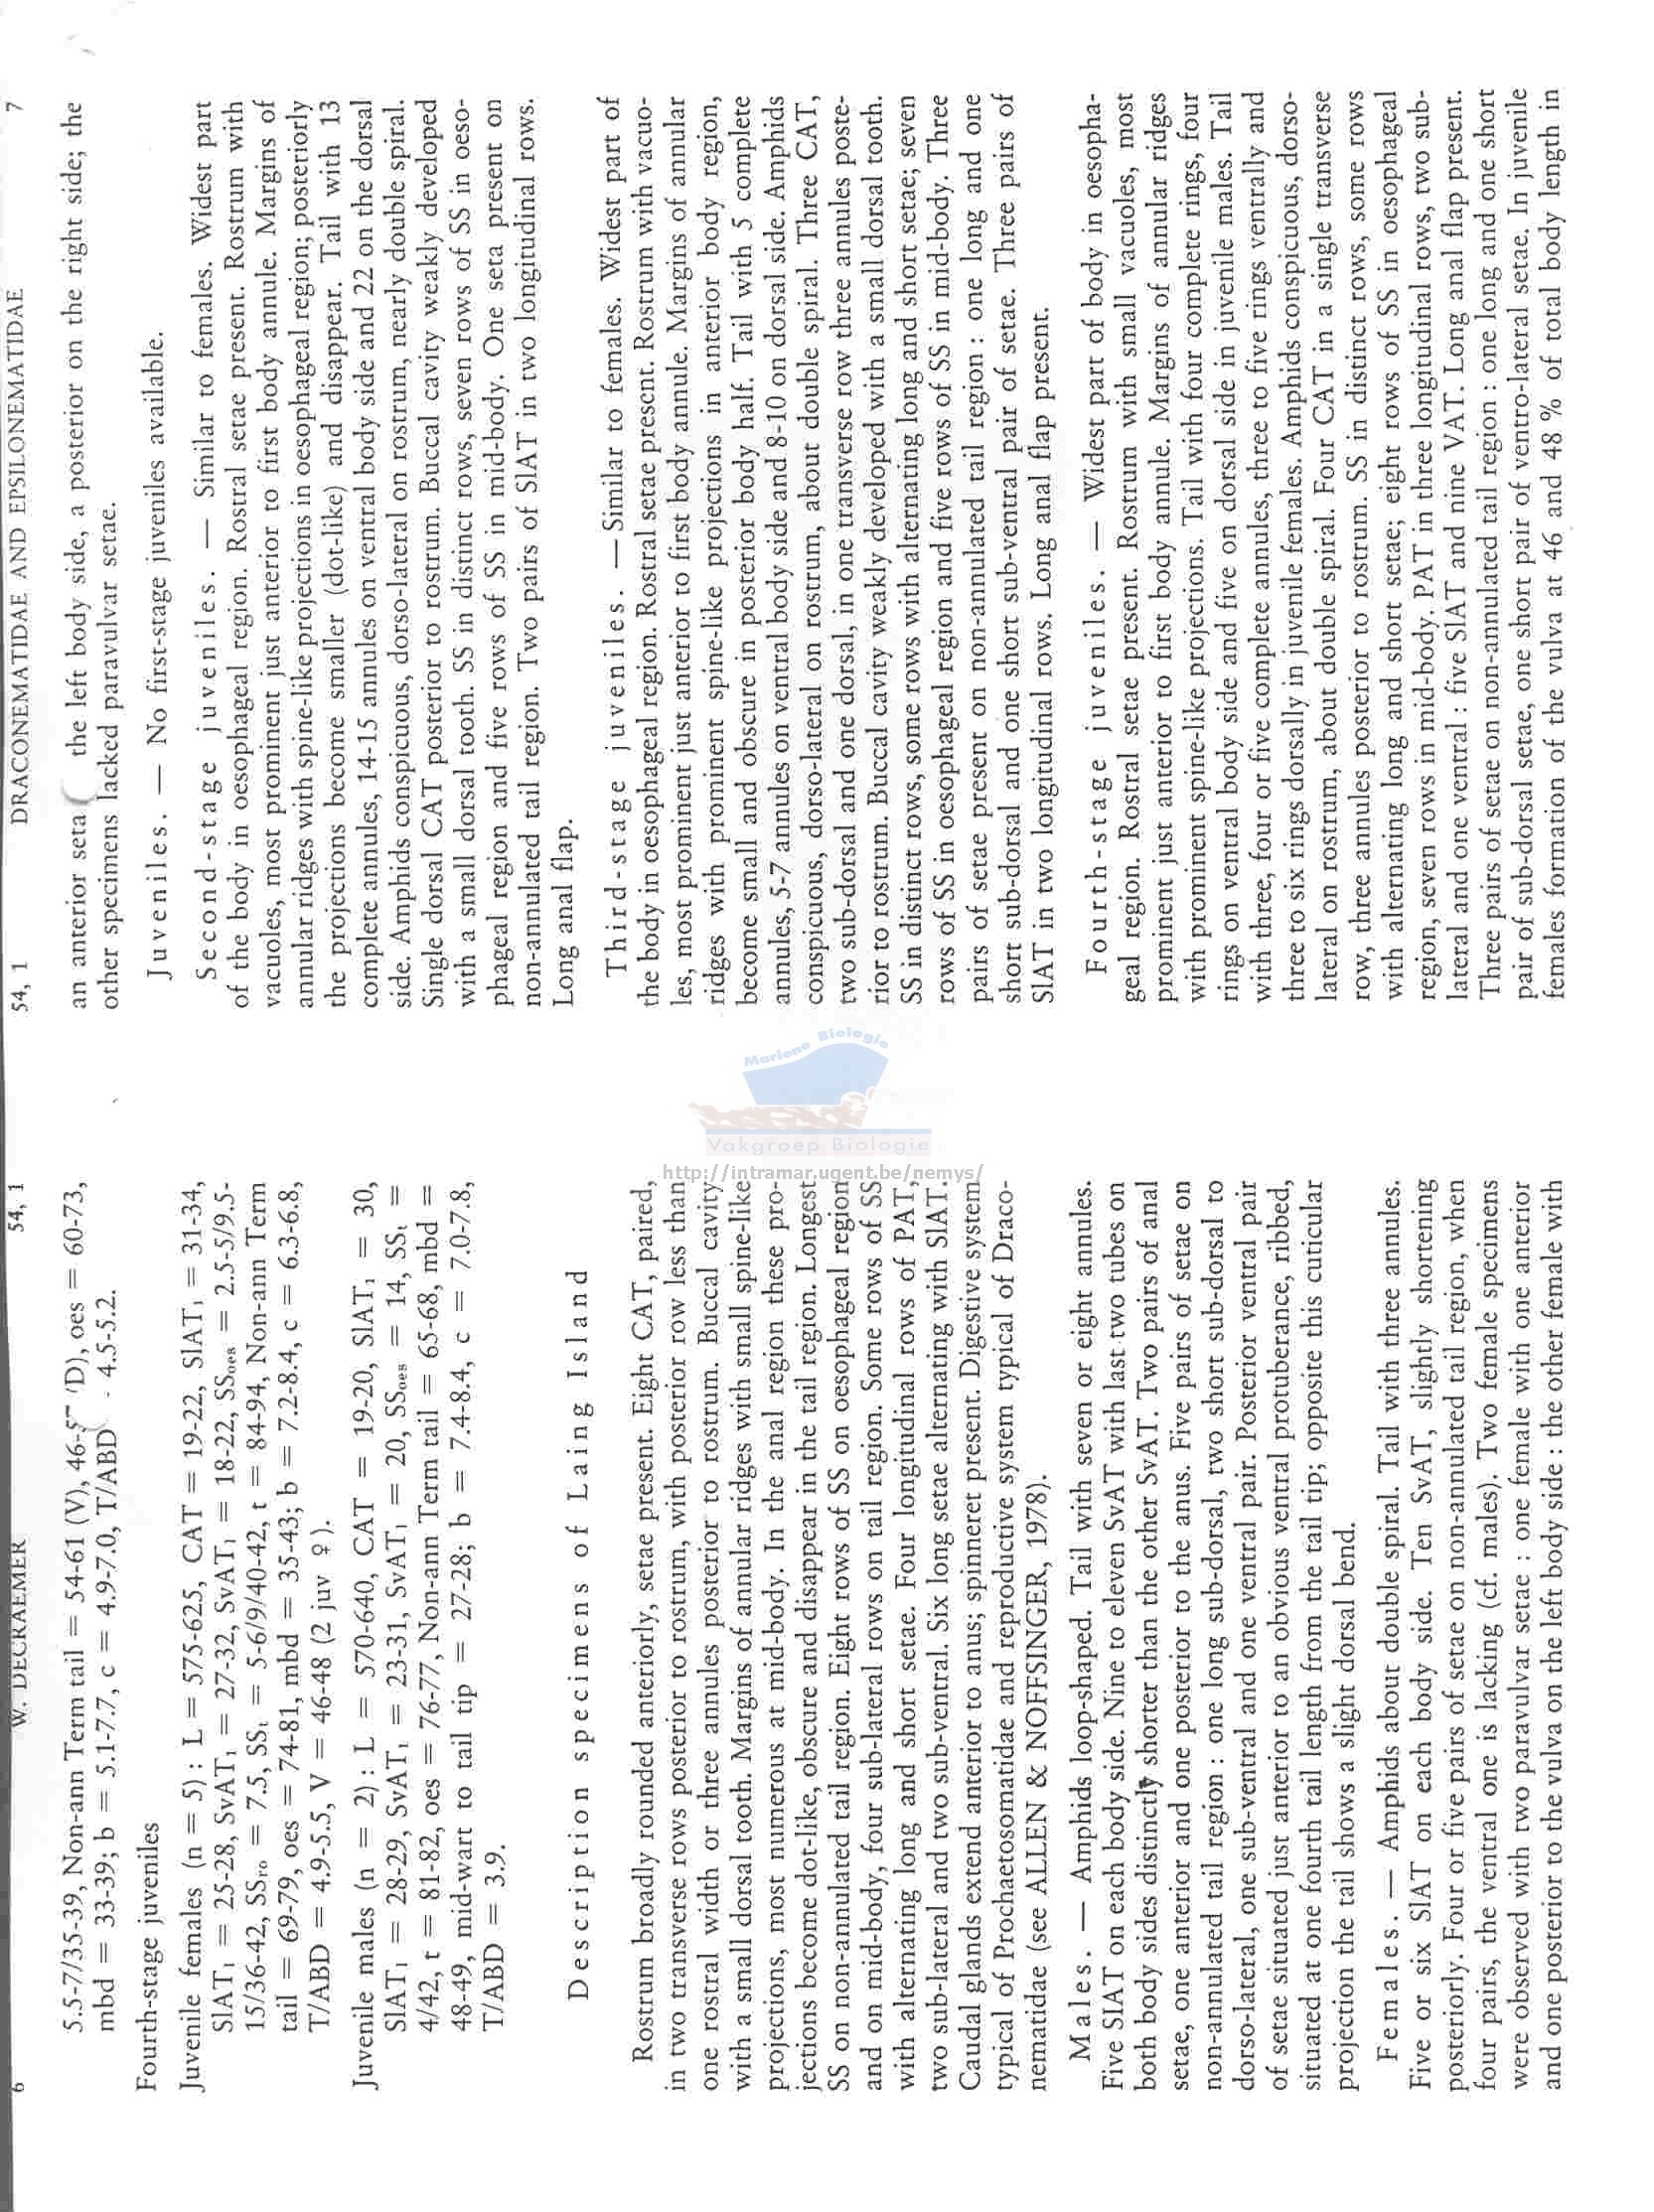 6 W. DECRAEMER 54, 1
5.5-7/35-39, Non-ann Term tail = 54-61 (V), 46-5 (D), oes = 60-73,
mbd = 33-39; b = 5.1-7.7, c = 4.9-7.0, T/ABD 4.5-5.2.
Fourth-stage juveniles
Juvenile females (n = 5) : L = 575-625, CAT = 19-22, SlAT₁ = 31-34,
SlAT₁ = 25-28, SvAT₁ = 27-32, SvAT₁ = 18-22, SSoes = 2.5-5/9.5-
15/36-42, SSro = 7.5, SSt = 5-6/9/40-42, t = 84-94, Non-ann Term
tail = 69-79, oes = 74-81, mbd = 35-43; b = 7.2-8.4, c = 6.3-6.8,
T/ABD = 4.9-5.5, V = 46-48 (2 juv ♀).
Juvenile males (n = 2) : L = 570-640, CAT = 19-20, SlAT₁ = 30,
SlAT₁ = 28-29, SvAT₁ = 23-31, SvAT₁ = 20, SSoes = 14, SSt =
4/42, t = 81-82, oes = 76-77, Non-ann Term tail = 65-68, mbd =
48-49, mid-wart to tail tip = 27-28; b = 7.4-8.4, c = 7.0-7.8,
T/ABD = 3.9.
Description specimens of Laing Island
Rostrum broadly rounded anteriorly, setae present. Eight CAT, paired,
in two transverse rows posterior to rostrum, with posterior row less than
one rostral width or three annules posterior to rostrum. Buccal cavity
with a small dorsal tooth. Margins of annular ridges with small spine-like
projections, most numerous at mid-body. In the anal region these pro-
jections become dot-like, obscure and disappear in the tail region. Longest
SS on non-annulated tail region. Eight rows of SS on oesophageal region
and on mid-body, four sub-lateral rows on tail region. Some rows of SS
with alternating long and short setae. Four longitudinal rows of PAT,
two sub-lateral and two sub-ventral. Six long setae alternating with SlAT.
Caudal glands extend anterior to anus; spinneret present. Digestive system
typical of Prochaetosomatidae and reproductive system typical of Draco-
nematidae (see ALLEN & NOFFSINGER, 1978).
Males. — Amphids loop-shaped. Tail with seven or eight annules.
Five SlAT on each body side. Nine to eleven SvAT with last two tubes on
both body sides distinctly shorter than the other SvAT. Two pairs of anal
setae, one anterior and one posterior to the anus. Five pairs of setae on
non-annulated tail region : one long sub-dorsal, two short sub-dorsal to
dorso-lateral, one sub-ventral and one ventral pair. Posterior ventral pair
of setae situated just anterior to an obvious ventral protuberance, ribbed,
situated at one fourth tail length from the tail tip; opposite this cuticular
projection the tail shows a slight dorsal bend.
Females. — Amphids about double spiral. Tail with three annules.
Five or six SlAT on each body side. Ten SvAT, slightly shortening
posteriorly. Four or five pairs of setae on non-annulated tail region, when
four pairs, the ventral one is lacking (cf. males). Two female specimens
were observed with two paravulvar setae : one female with one anterior
and one posterior to the vulva on the left body side : the other female with
54, 1 DRACONEMATIDAE AND EPSILONEMATIDAE 7
an anterior seta the left body side, a posterior on the right side; the
other specimens lacked paravulvar setae.
Juveniles. — No first-stage juveniles available.
Second-stage juveniles. — Similar to females. Widest part
of the body in oesophageal region. Rostral setae present. Rostrum with
vacuoles, most prominent just anterior to first body annule. Margins of
annular ridges with spine-like projections in oesophageal region; posteriorly
the projections become smaller (dot-like) and disappear. Tail with 13
complete annules, 14-15 annules on ventral body side and 22 on the dorsal
side. Amphids conspicuous, dorso-lateral on rostrum, nearly double spiral.
Single dorsal CAT posterior to rostrum. Buccal cavity weakly developed
with a small dorsal tooth. SS in distinct rows, seven rows of SS in oeso-
phageal region and five rows of SS in mid-body. One seta present on
non-annulated tail region. Two pairs of SlAT in two longitudinal rows.
Long anal flap.
Third-stage juveniles. — Similar to females. Widest part of
the body in oesophageal region. Rostral setae present. Rostrum with vacuo-
les, most prominent just anterior to first body annule. Margins of annular
ridges with prominent spine-like projections in anterior body region,
become small and obscure in posterior body half. Tail with 5 complete
annules, 5-7 annules on ventral body side and 8-10 on dorsal side. Amphids
conspicuous, dorso-lateral on rostrum, about double spiral. Three CAT,
two sub-dorsal and one dorsal, in one transverse row three annules poste-
rior to rostrum. Buccal cavity weakly developed with a small dorsal tooth.
SS in distinct rows, some rows with alternating long and short setae; seven
rows of SS in oesophageal region and five rows of SS in mid-body. Three
pairs of setae present on non-annulated tail region : one long and one
short sub-dorsal and one short sub-ventral pair of setae. Three pairs of
SlAT in two longitudinal rows. Long anal flap present.
Fourth-stage juveniles. — Widest part of body in oesopha-
geal region. Rostral setae present. Rostrum with small vacuoles, most
prominent just anterior to first body annule. Margins of annular ridges
with prominent spine-like projections. Tail with four complete rings, four
rings on ventral body side and five on dorsal side in juvenile males. Tail
with three, four or five complete annules, three to five rings ventrally and
three to six rings dorsally in juvenile females. Amphids conspicuous, dorso-
lateral on rostrum, about double spiral. Four CAT in a single transverse
row, three annules posterior to rostrum. SS in distinct rows, some rows
with alternating long and short setae; eight rows of SS in oesophageal
region, seven rows in mid-body. PAT in three longitudinal rows, two sub-
lateral and one ventral : five SlAT and nine VAT. Long anal flap present.
Three pairs of setae on non-annulated tail region : one long and one short
pair of sub-dorsal setae, one short pair of ventro-lateral setae. In juvenile
females formation of the vulva at 46 and 48 % of total body length in
Mariene Biologie
Vakgroep Biologie
http://intramar.ugent.be/nemys/